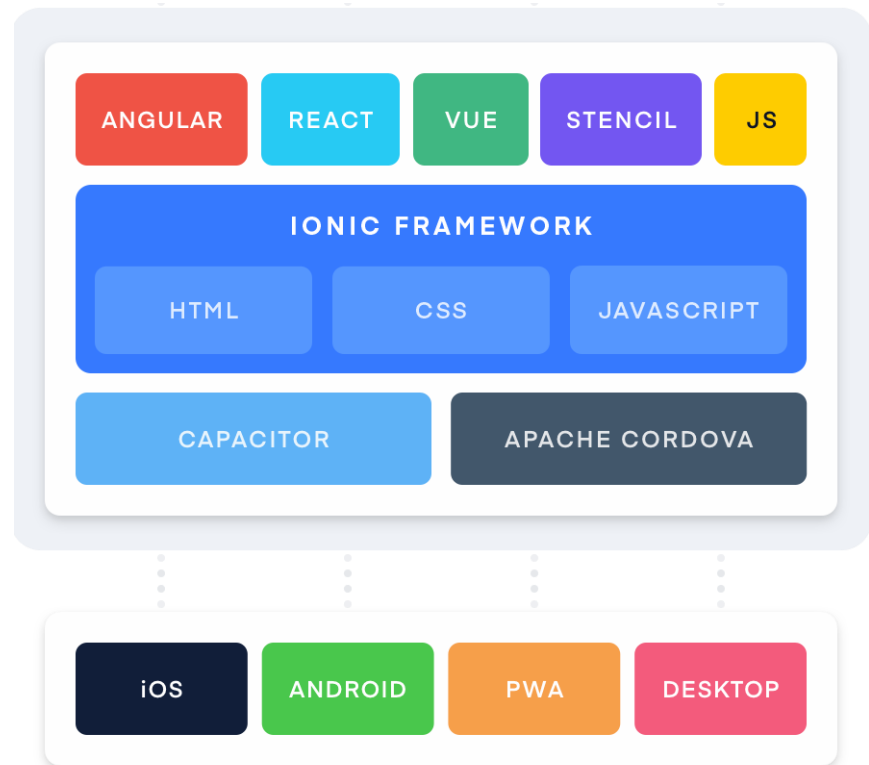 ANGULAR REACT VUE STENCIL JS
IONIC FRAMEWORK
HTML CSS JAVASCRIPT
CAPACITOR APACHE CORDOVA
iOS ANDROID PWA DESKTOP